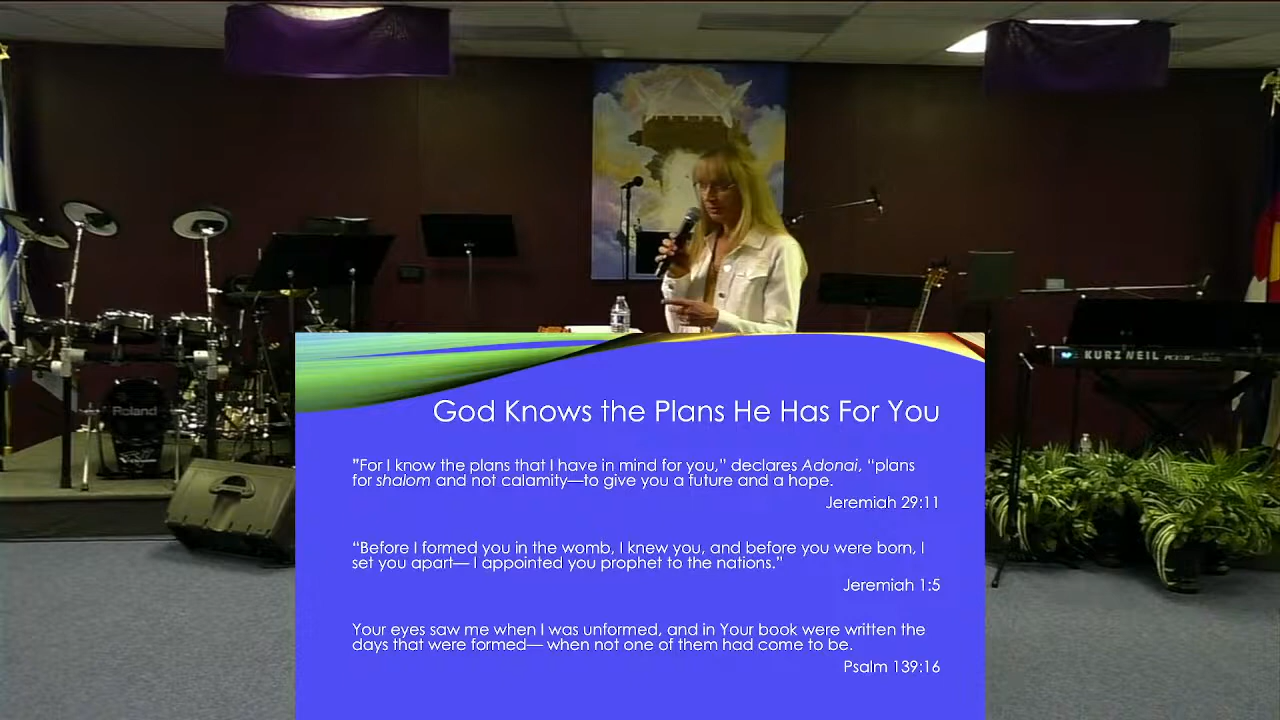 God Knows the Plans He Has For You
"For I know the plans that I have in mind for you," declares Adonai, “plans
for shalom and not calamity—to give you a future and a hope.
Jeremiah 29:11
“Before I formed you in the womb, I knew you, and before you were born, I
set you apart— I appointed you prophet to the nations.”
Jeremiah 1:5
Your eyes saw me when I was unformed, and in Your book were written the
days that were formed— when not one of them had come to be.
Psalm 139:16
Roland
KURZWEIL